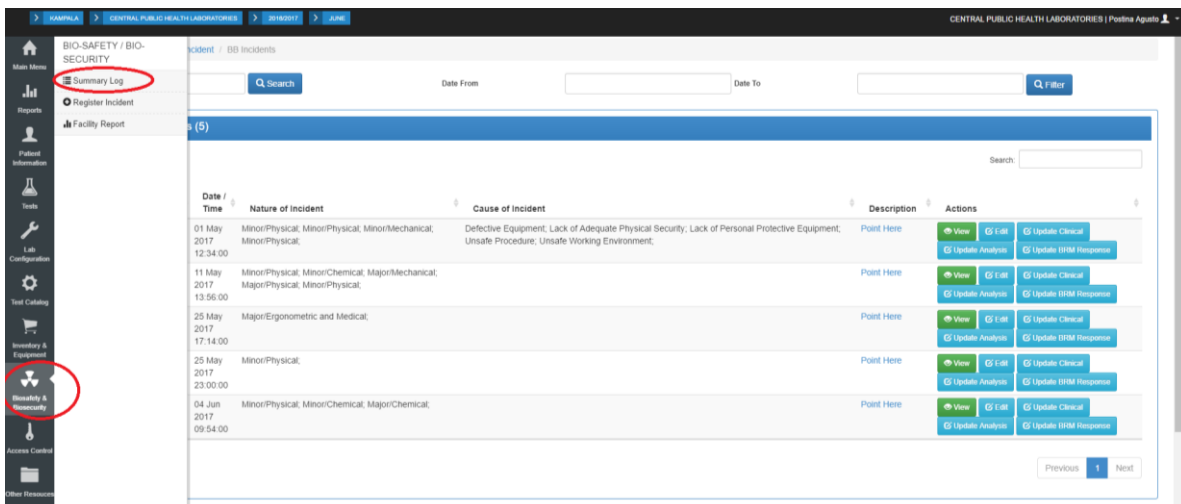 KAMPALA > CENTRAL PUBLIC HEALTH LABORATORIES > 2016/2017 > JUNE
CENTRAL PUBLIC HEALTH LABORATORIES | Postina Agusto
Main Menu
Reports
Patient Information
Tests
Lab Configuration
Test Catalog
Inventory & Equipment
Biosafety & Biosecurity
Access Control
Other Resouces
BIO-SAFETY / BIO-
SECURITY
Summary Log
Register Incident
Facility Report
ncident / BB Incidents
Search
Date From
Date To
Filter
s (5)
Search:
Date / Time Nature of Incident Cause of Incident Description Actions
01 May 2017 12:34:00
Minor/Physical; Minor/Physical; Minor/Mechanical;
Minor/Physical;
Defective Equipment; Lack of Adequate Physical Security; Lack of Personal Protective Equipment;
Unsafe Procedure; Unsafe Working Environment;
Point Here
View Edit Update Clinical
Update Analysis Update BRM Response
11 May 2017 13:56:00
Minor/Physical; Minor/Chemical; Major/Mechanical;
Major/Physical; Minor/Physical;
Point Here
View Edit Update Clinical
Update Analysis Update BRM Response
25 May 2017 17:14:00
Major/Ergonometric and Medical;
Point Here
View Edit Update Clinical
Update Analysis Update BRM Response
25 May 2017 23:00:00
Minor/Physical;
Point Here
View Edit Update Clinical
Update Analysis Update BRM Response
04 Jun 2017 09:54:00
Minor/Physical; Minor/Chemical; Major/Chemical;
Point Here
View Edit Update Clinical
Update Analysis Update BRM Response
Previous 1 Next